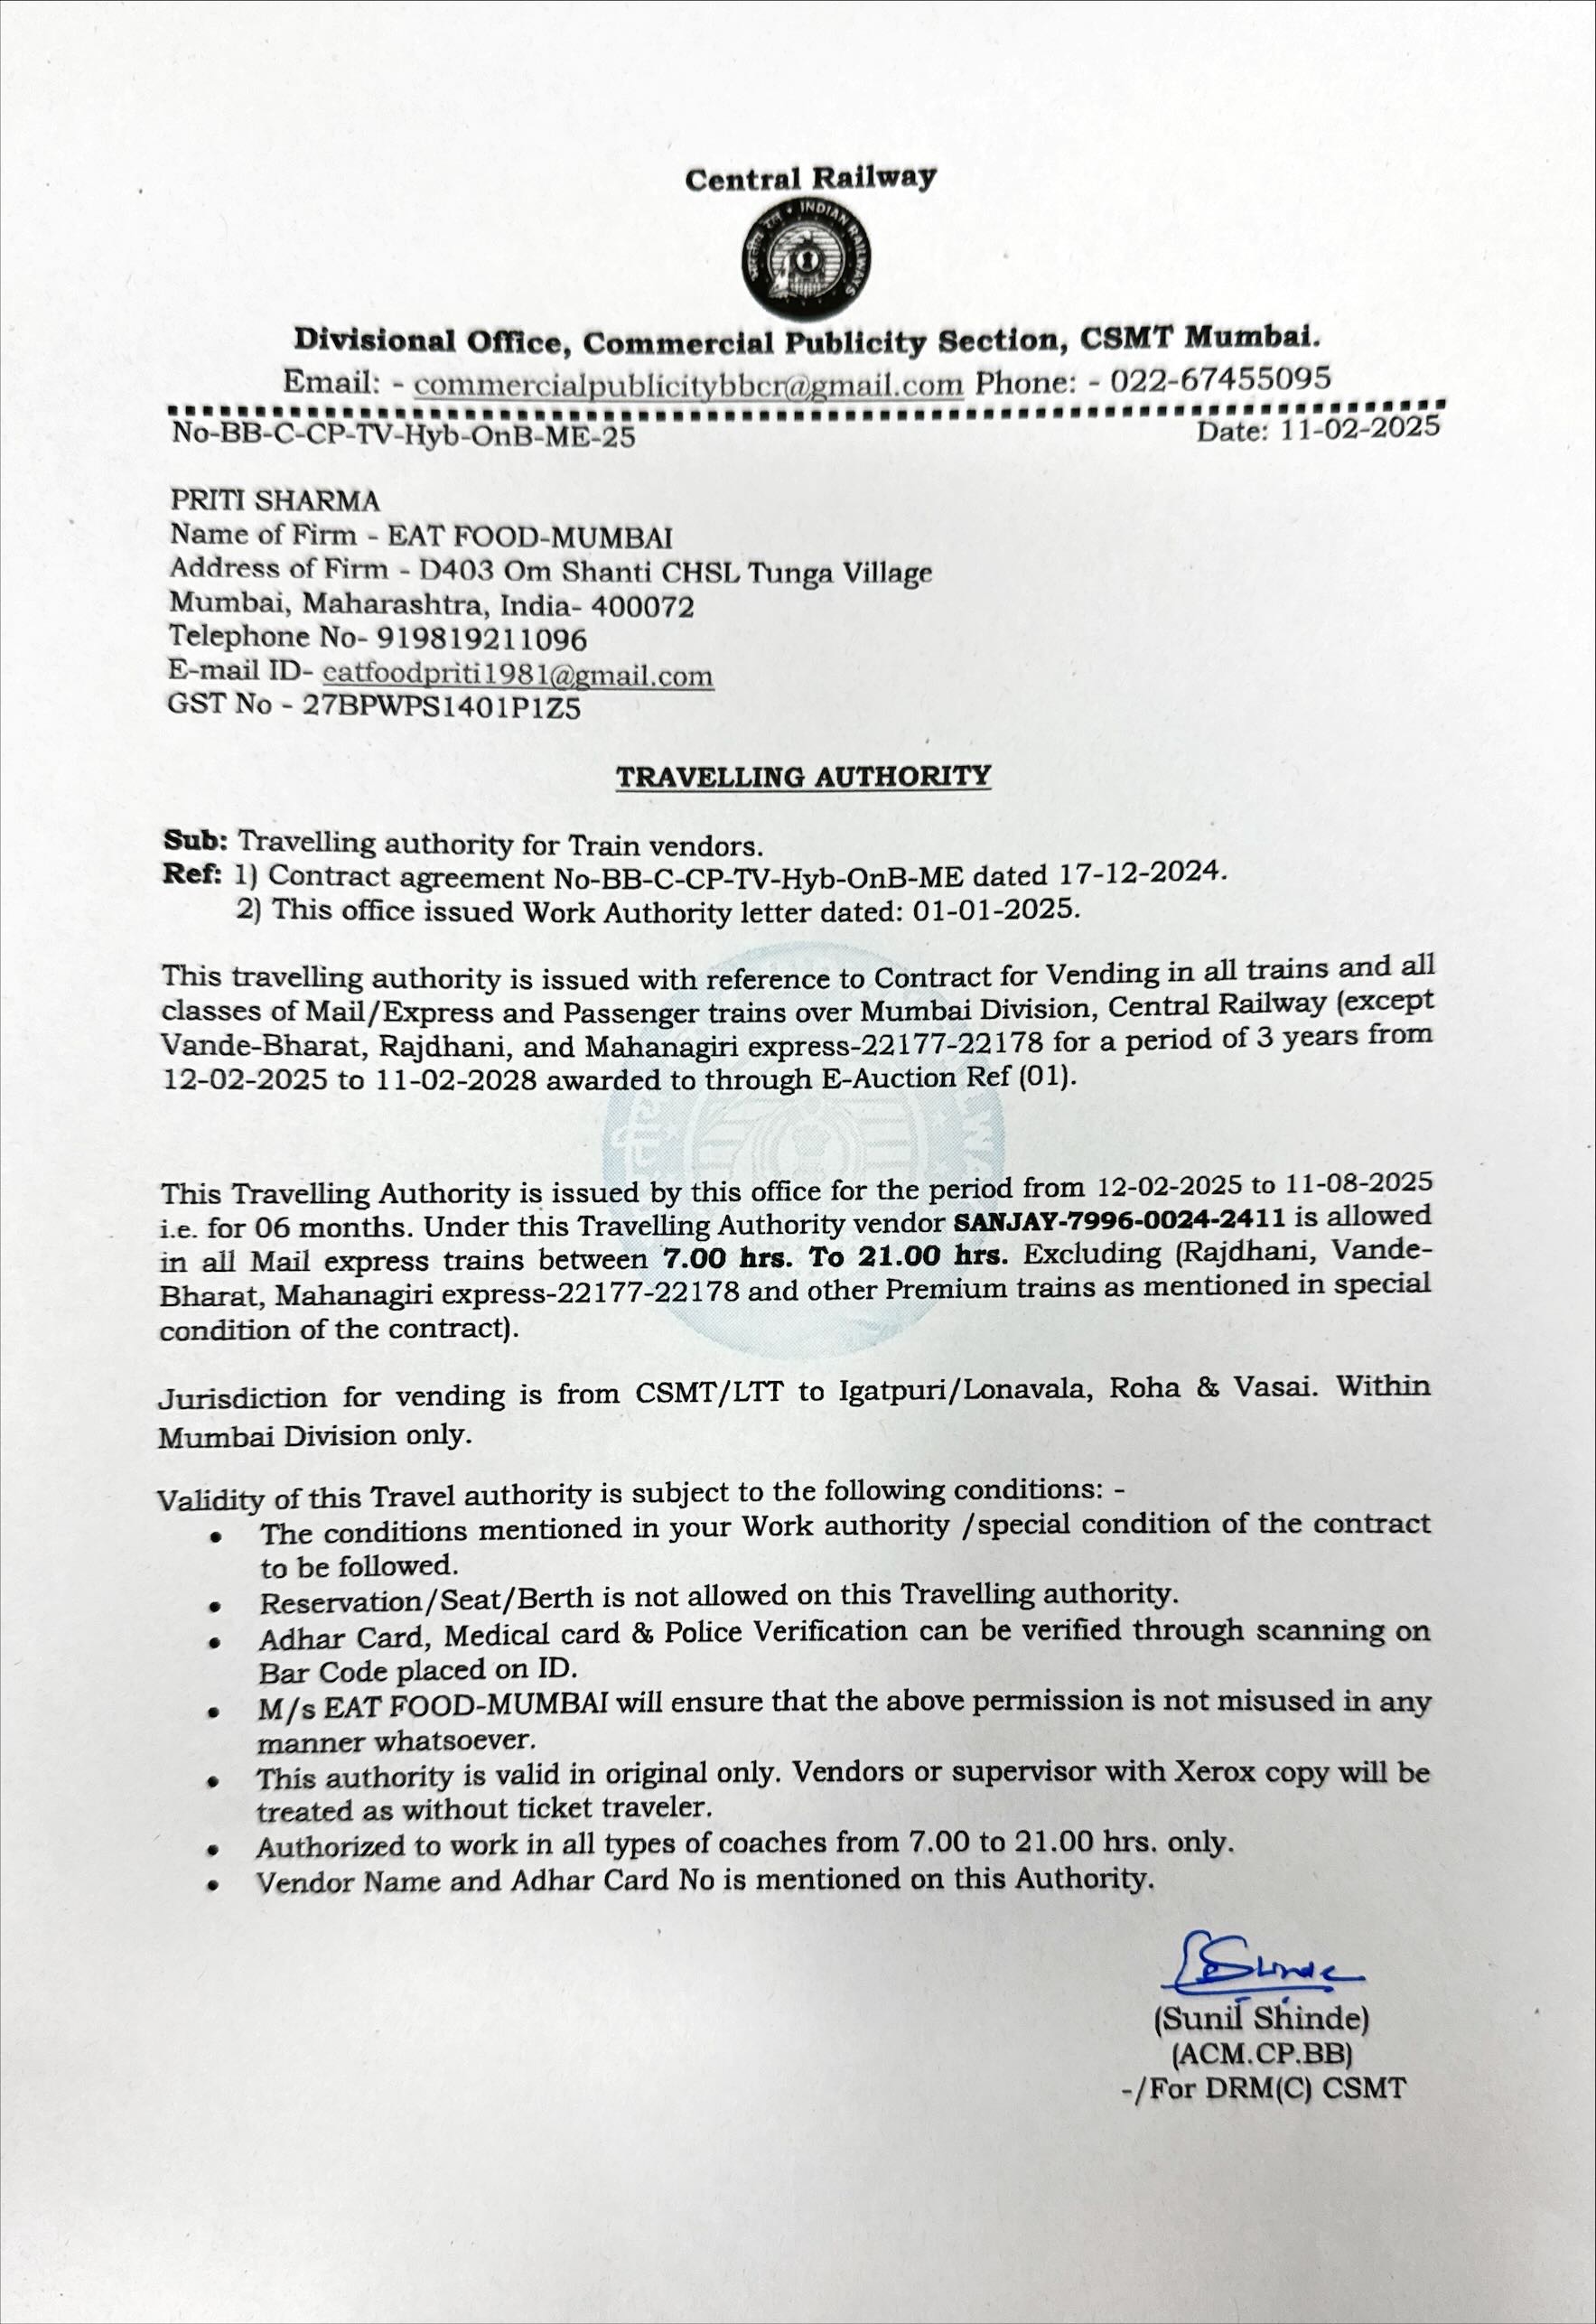 Central Railway
भारतीय रेल • INDIAN RAILWAYS
Divisional Office, Commercial Publicity Section, CSMT Mumbai.
Email: - commercialpublicitybbcr@gmail.com Phone: - 022-67455095
No-BB-C-CP-TV-Hyb-OnB-ME-25 Date: 11-02-2025
PRITI SHARMA
Name of Firm - EAT FOOD-MUMBAI
Address of Firm - D403 Om Shanti CHSL Tunga Village
Mumbai, Maharashtra, India- 400072
Telephone No- 919819211096
E-mail ID- eatfoodpriti1981@gmail.com
GST No - 27BPWPS1401P1Z5
TRAVELLING AUTHORITY
Sub: Travelling authority for Train vendors.
Ref: 1) Contract agreement No-BB-C-CP-TV-Hyb-OnB-ME dated 17-12-2024.
2) This office issued Work Authority letter dated: 01-01-2025.
This travelling authority is issued with reference to Contract for Vending in all trains and all
classes of Mail/Express and Passenger trains over Mumbai Division, Central Railway (except
Vande-Bharat, Rajdhani, and Mahanagiri express-22177-22178 for a period of 3 years from
12-02-2025 to 11-02-2028 awarded to through E-Auction Ref (01).
This Travelling Authority is issued by this office for the period from 12-02-2025 to 11-08-2025
i.e. for 06 months. Under this Travelling Authority vendor SANJAY-7996-0024-2411 is allowed
in all Mail express trains between 7.00 hrs. To 21.00 hrs. Excluding (Rajdhani, Vande-
Bharat, Mahanagiri express-22177-22178 and other Premium trains as mentioned in special
condition of the contract).
Jurisdiction for vending is from CSMT/LTT to Igatpuri/Lonavala, Roha & Vasai. Within
Mumbai Division only.
Validity of this Travel authority is subject to the following conditions: -
• The conditions mentioned in your Work authority /special condition of the contract
to be followed.
• Reservation/Seat/Berth is not allowed on this Travelling authority.
• Adhar Card, Medical card & Police Verification can be verified through scanning on
Bar Code placed on ID.
• M/s EAT FOOD-MUMBAI will ensure that the above permission is not misused in any
manner whatsoever.
• This authority is valid in original only. Vendors or supervisor with Xerox copy will be
treated as without ticket traveler.
• Authorized to work in all types of coaches from 7.00 to 21.00 hrs. only.
• Vendor Name and Adhar Card No is mentioned on this Authority.
Shinde
(Sunil Shinde)
(ACM.CP.BB)
-/For DRM(C) CSMT